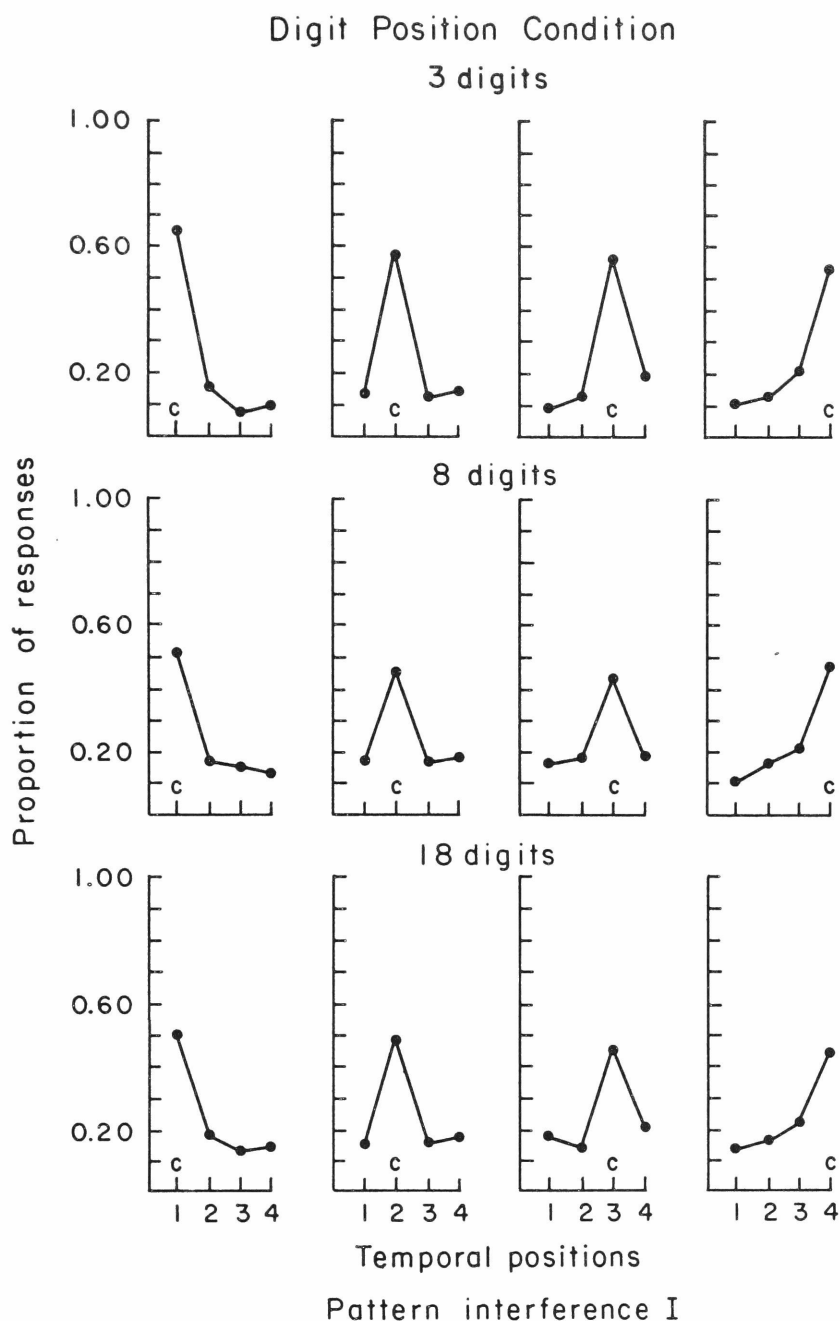 Digit Position Condition
3 digits
1.00
0.60
0.20
c
c
c
c
8 digits
1.00
0.60
0.20
c
c
c
c
18 digits
1.00
0.60
0.20
c
c
c
c
1 2 3 4 1 2 3 4 1 2 3 4 1 2 3 4
Proportion of responses
Temporal positions
Pattern interference I